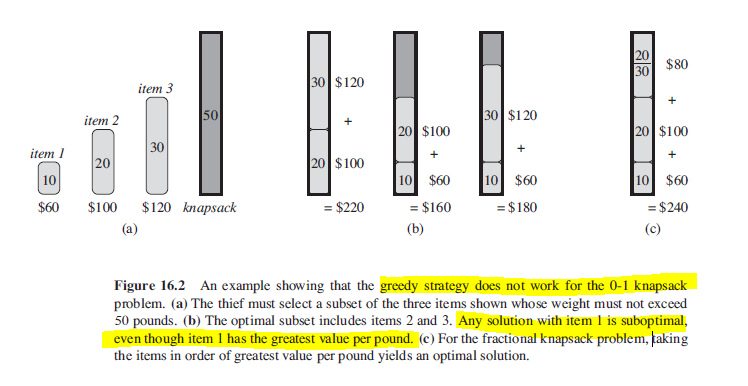 item 1
10
$60
item 2
20
$100
item 3
30
$120
50
knapsack
(a)
30 $120
+
20 $100
= $220
20 $100
+
10 $60
= $160
30 $120
+
10 $60
= $180
(b)
20
30
$80
+
20 $100
+
10 $60
= $240
(c)
Figure 16.2 An example showing that the greedy strategy does not work for the 0-1 knapsack
problem. (a) The thief must select a subset of the three items shown whose weight must not exceed
50 pounds. (b) The optimal subset includes items 2 and 3. Any solution with item 1 is suboptimal,
even though item 1 has the greatest value per pound. (c) For the fractional knapsack problem, taking
the items in order of greatest value per pound yields an optimal solution.